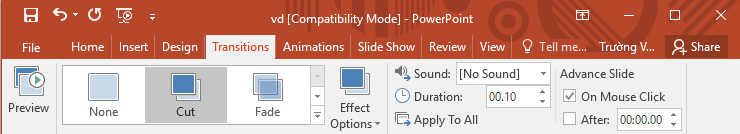 vd [Compatibility Mode] - PowerPoint
File Home Insert Design Transitions Animations Slide Show Review View Tell me... Trường V... Share
Preview
None Cut Fade
Effect Options
Sound: [No Sound]
Duration: 00.10
Apply To All
Advance Slide
On Mouse Click
After: 00:00.00